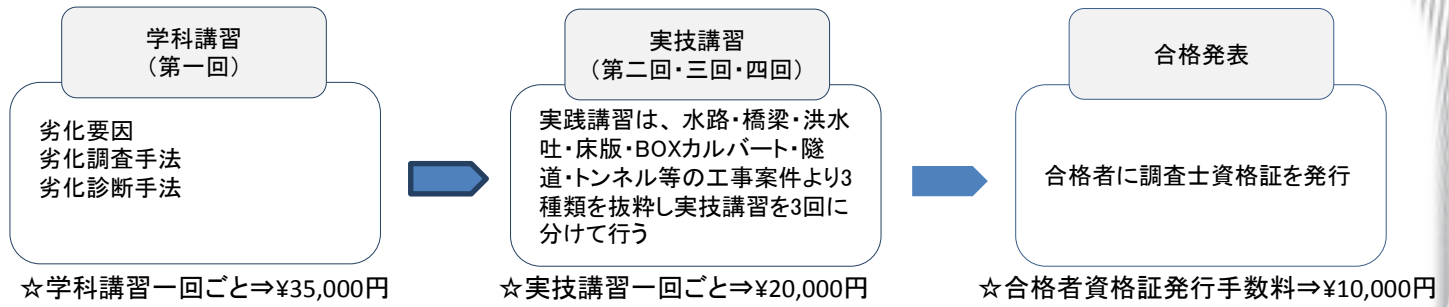 学科講習
（第一回）
劣化要因
劣化調査手法
劣化診断手法
☆学科講習一回ごと⇒¥35,000円
実技講習
（第二回・三回・四回）
実践講習は、水路・橋梁・洪水
吐・床版・BOXカルバート・隧
道・トンネル等の工事案件より3
種類を抜粋し実技講習を3回に
分けて行う
☆実技講習一回ごと⇒¥20,000円
合格発表
合格者に調査士資格証を発行
☆合格者資格証発行手数料⇒¥10,000円